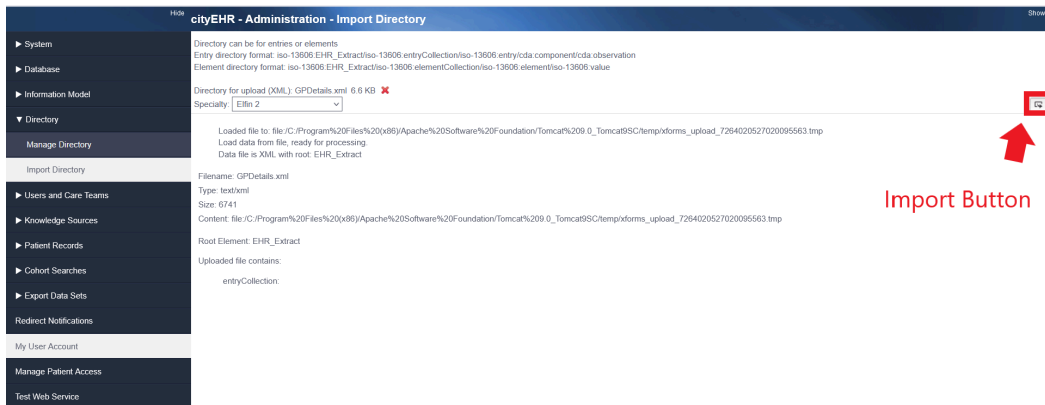 Hide
cityEHR - Administration - Import Directory
Show
▶ System
▶ Database
▶ Information Model
▼ Directory
Manage Directory
Import Directory
▶ Users and Care Teams
▶ Knowledge Sources
▶ Patient Records
▶ Cohort Searches
▶ Export Data Sets
Redirect Notifications
My User Account
Manage Patient Access
Test Web Service
Directory can be for entries or elements
Entry directory format: iso-13606:EHR_Extract/iso-13606:entryCollection/iso-13606:entry/cda:component/cda:observation
Element directory format: iso-13606:EHR_Extract/iso-13606:elementCollection/iso-13606:element/iso-13606:value
Directory for upload (XML): GPDetails.xml 6.6 KB ✖
Specialty: Elfin 2
Loaded file to: file:/C:/Program%20Files%20(x86)/Apache%20Software%20Foundation/Tomcat%209.0_Tomcat9SC/temp/xforms_upload_7264020527020095563.tmp
Load data from file, ready for processing.
Data file is XML with root: EHR_Extract
Filename: GPDetails.xml
Type: text/xml
Size: 6741
Content: file:/C:/Program%20Files%20(x86)/Apache%20Software%20Foundation/Tomcat%209.0_Tomcat9SC/temp/xforms_upload_7264020527020095563.tmp
Root Element: EHR_Extract
Uploaded file contains:
entryCollection:
Import Button